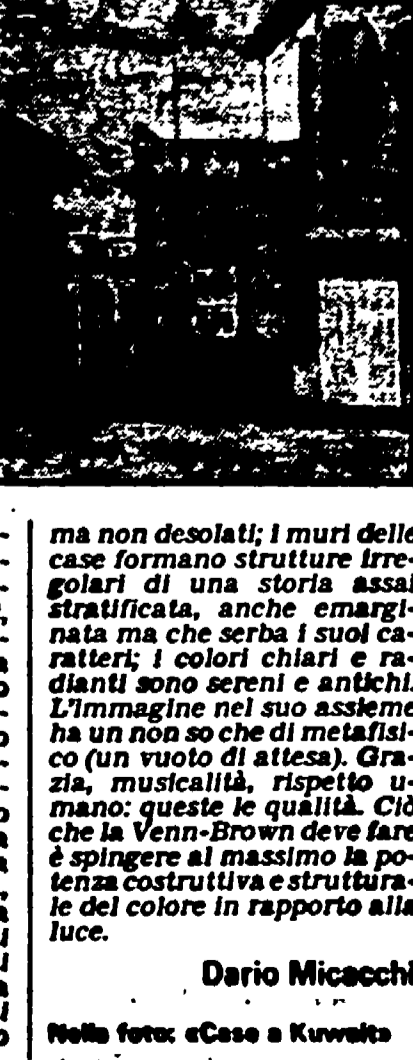 ma non desolati; i muri delle
case formano strutture irre-
golari di una storia assai
stratificata, anche emargi-
nata ma che serba i suoi ca-
ratteri; i colori chiari e ra-
dianti sono sereni e antichi.
L'immagine nel suo assieme
ha un non so che di metafisi-
co (un vuoto di attesa). Gra-
zia, musicalità, rispetto u-
mano: queste le qualità. Ciò
che la Venn-Brown deve fare
è spingere al massimo la po-
tenza costruttiva e struttura-
le del colore in rapporto alla
luce.
Dario Micacchi
Nella foto: «Case a Kuwait»